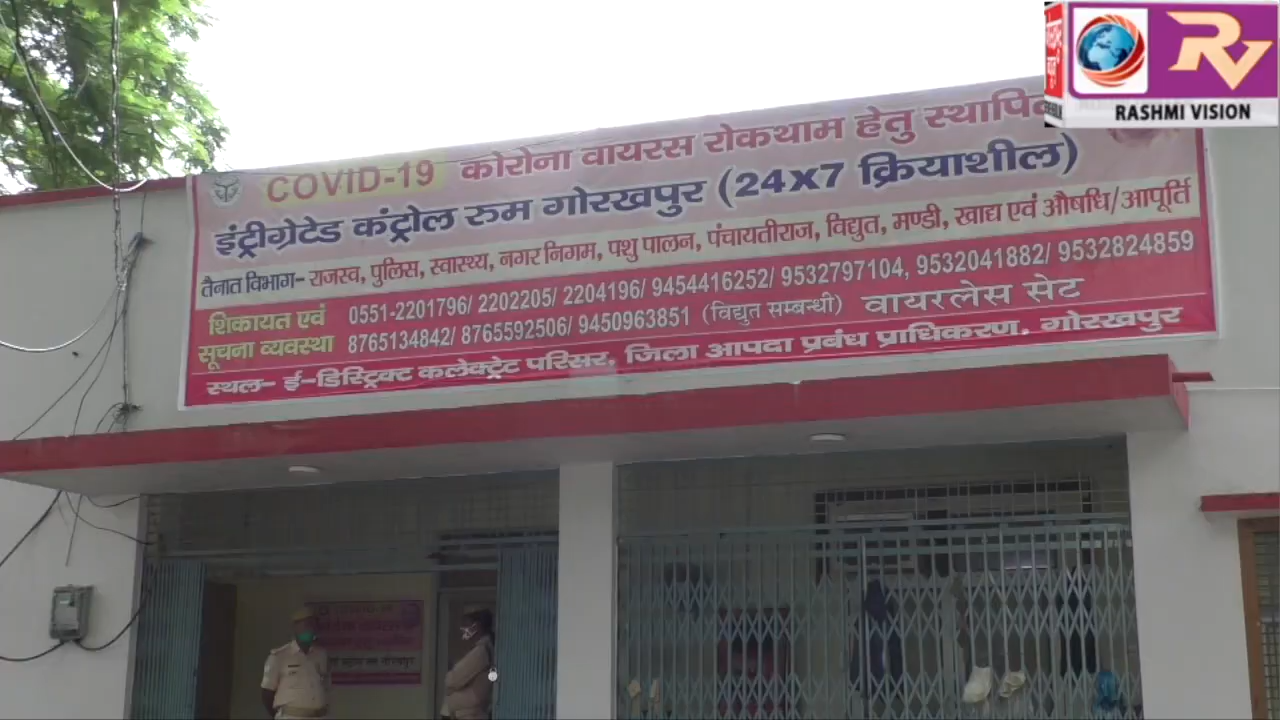 RV
RASHMI VISION
COVID-19 कोरोना वायरस रोकथाम हेतु
इंट्रीग्रेटेड कंट्रोल रुम गोरखपुर (24x7 क्रियाशील)
तैनात विभाग- राजस्व, पुलिस, स्वास्थ्य, नगर निगम, पशु पालन, पंचायतीराज, विद्युत, मण्डी, खाद्य एवं औषधि/आपूर्ति
शिकायत एवं 0551-2201796/ 2202205/ 2204196/ 9454416252/ 9532797104, 9532041882/ 9532824859
सूचना व्यवस्था 8765134842/ 8765592506/ 9450963851 (विद्युत सम्बन्धी) वायरलेस सेट
स्थल- ई-डिस्ट्रिक्ट कलेक्ट्रेट परिसर, जिला आपदा प्रबंध प्राधिकरण, गोरखपुर